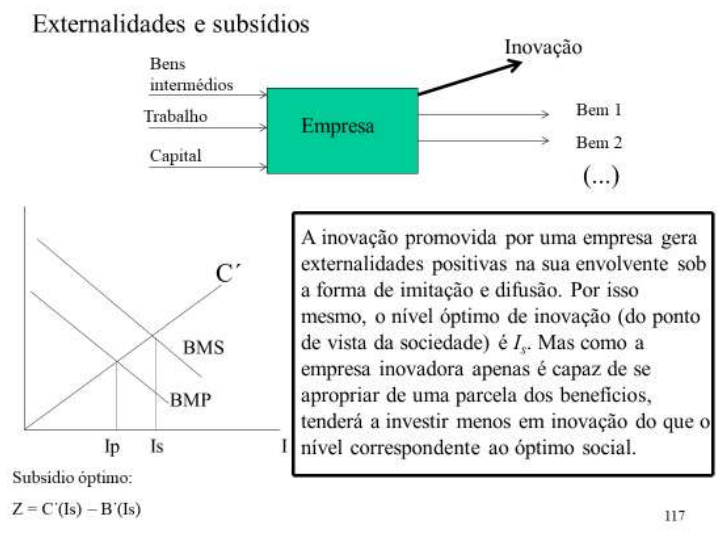 Externalidades e subsídios
Inovação
Bens
intermédios
Trabalho
Capital
Empresa
Bem 1
Bem 2
(...)
C´
BMS
BMP
Ip
Is
I
A inovação promovida por uma empresa gera
externalidades positivas na sua envolvente sob
a forma de imitação e difusão. Por isso
mesmo, o nível óptimo de inovação (do ponto
de vista da sociedade) é Is. Mas como a
empresa inovadora apenas é capaz de se
apropriar de uma parcela dos benefícios,
tenderá a investir menos em inovação do que o
nível correspondente ao óptimo social.
Subsídio óptimo:
Z = C´(Is) – B´(Is)
117